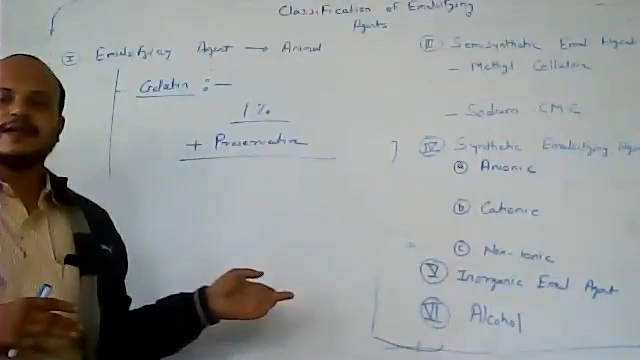 Classification of Emulsifying
Agents
I Emulsifying Agent → Animal
Gelatin :-
1%
+ Preservative
III Semisynthetic Emul Agent
- Methyl Cellulose
- Sodium CMC
IV Synthetic Emulsifying Agen
a Anionic
b Cationic
c Non-ionic
V Inorganic Emul Agent
VI Alcohol